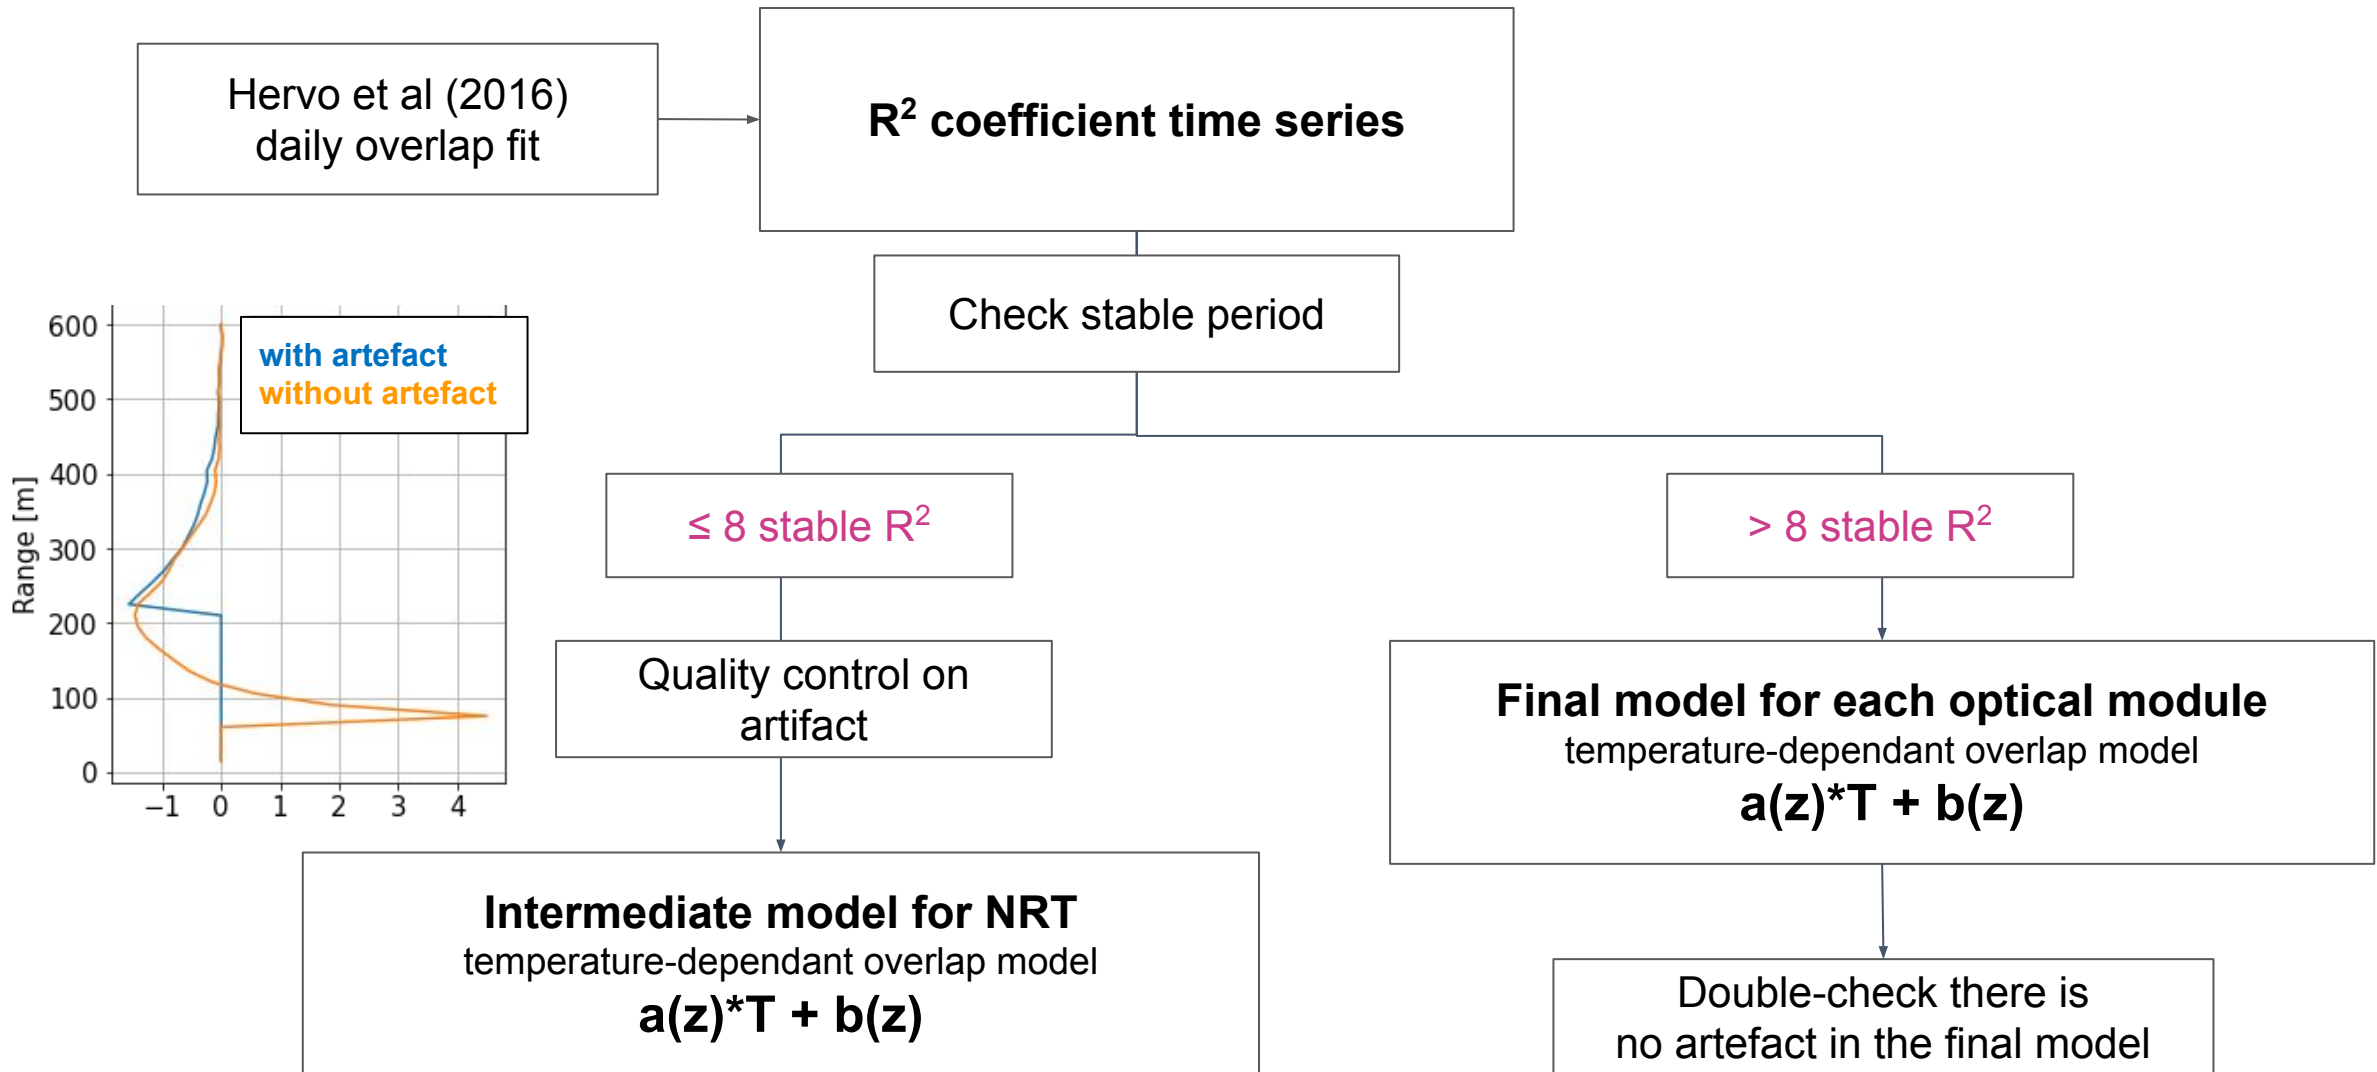 Hervo et al (2016)
daily overlap fit
R² coefficient time series
Check stable period
with artefact
without artefact
600
500
400
300
200
100
0
Range [m]
−1 0 1 2 3 4
≤ 8 stable R²
> 8 stable R²
Quality control on
artifact
Final model for each optical module
temperature-dependant overlap model
a(z)*T + b(z)
Intermediate model for NRT
temperature-dependant overlap model
a(z)*T + b(z)
Double-check there is
no artefact in the final model